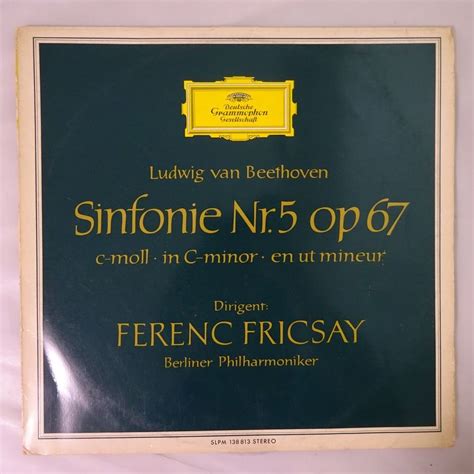 Deutsche
Grammophon
Gesellschaft
Ludwig van Beethoven
Sinfonie Nr. 5 op 67
c-moll · in C-minor · en ut mineur
Dirigent:
FERENC FRICSAY
Berliner Philharmoniker
SLPM 138 813 STEREO